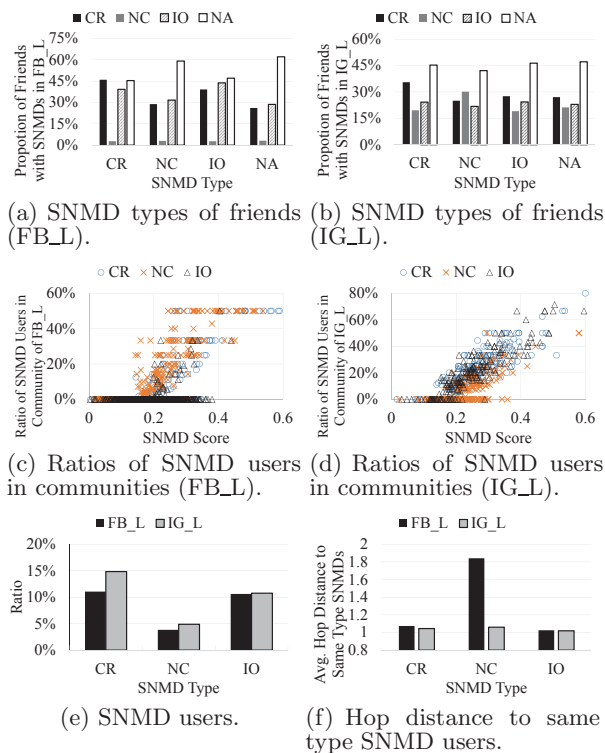 CR NC IO NA
Propotion of Friends
with SNMDs in FB_L
75%
60%
45%
30%
15%
0%
CR NC IO NA
SNMD Type
(a) SNMD types of friends
(FB_L).
CR NC IO NA
Propotion of Friends
with SNMDs in IG_L
60%
45%
30%
15%
0%
CR NC IO NA
SNMD Type
(b) SNMD types of friends
(IG_L).
CR NC IO
Ratio of SNMD Users in
Community of FB_L
60%
40%
20%
0%
0 0.2 0.4 0.6
SNMD Score
(c) Ratios of SNMD users
in communities (FB_L).
CR NC IO
Ratio of SNMD Users in
Community of IG_L
80%
60%
40%
20%
0%
0 0.2 0.4 0.6
SNMD Score
(d) Ratios of SNMD users
in communities (IG_L).
FB_L IG_L
Ratio
20%
15%
10%
5%
0%
CR NC IO
SNMD Type
(e) SNMD users.
FB_L IG_L
Avg. Hop Distance to
Same Type SNMDs
2
1.8
1.6
1.4
1.2
1
0.8
CR NC IO
SNMD Type
(f) Hop distance to same
type SNMD users.